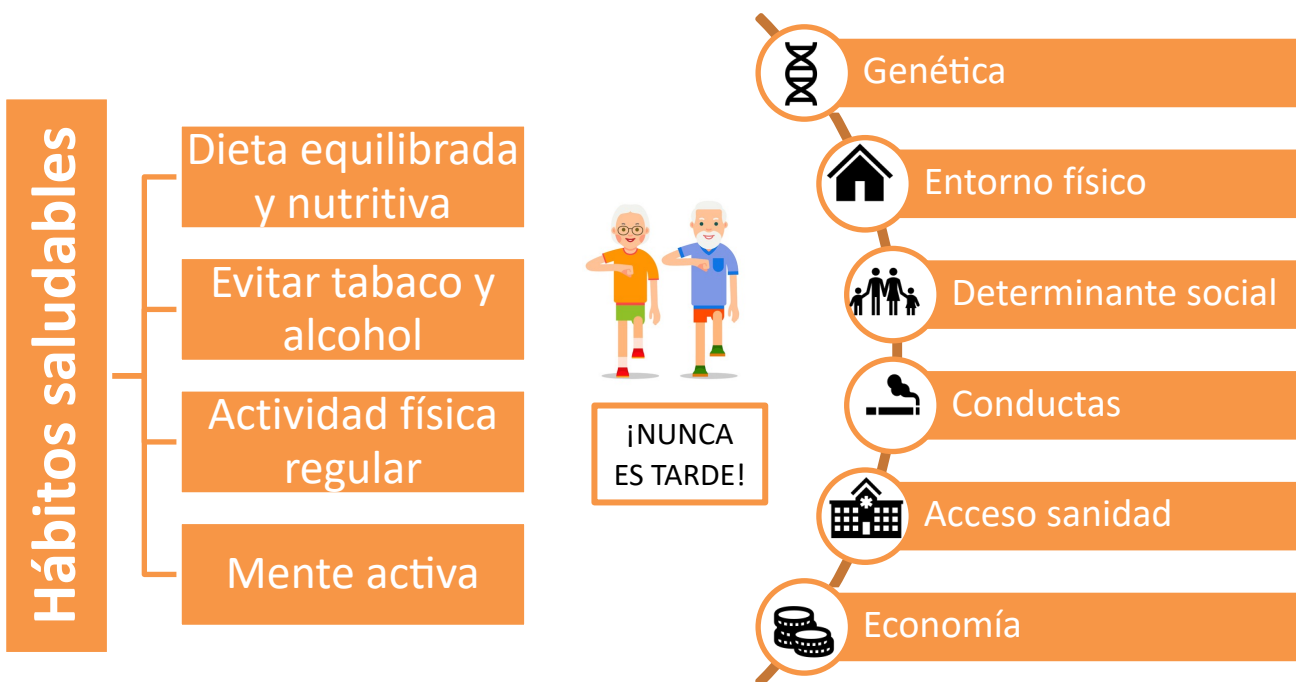 Hábitos saludables
Dieta equilibrada
y nutritiva
Evitar tabaco y
alcohol
Actividad física
regular
Mente activa
¡NUNCA
ES TARDE!
Genética
Entorno físico
Determinante social
Conductas
Acceso sanidad
Economía